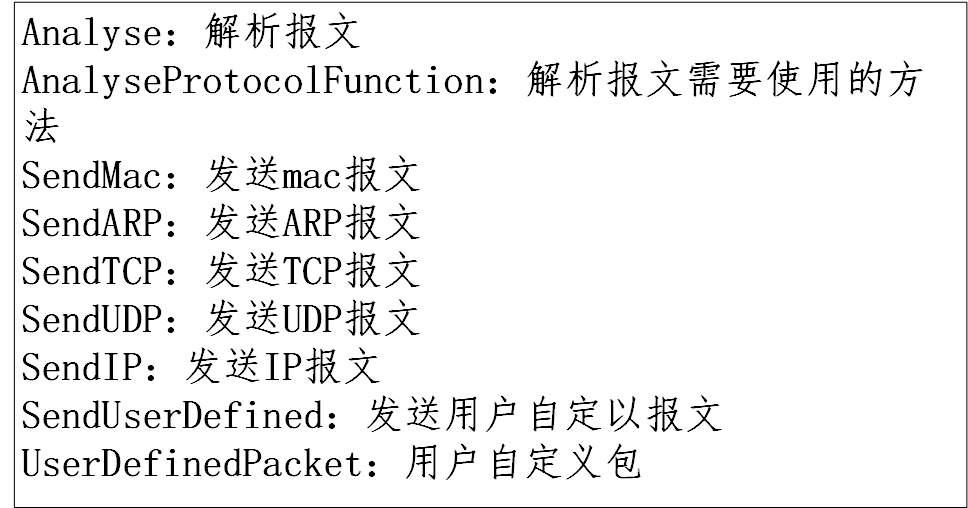 Analyse：解析报文
AnalyseProtocolFunction：解析报文需要使用的方
法
SendMac：发送mac报文
SendARP：发送ARP报文
SendTCP：发送TCP报文
SendUDP：发送UDP报文
SendIP：发送IP报文
SendUserDefined：发送用户自定以报文
UserDefinedPacket：用户自定义包